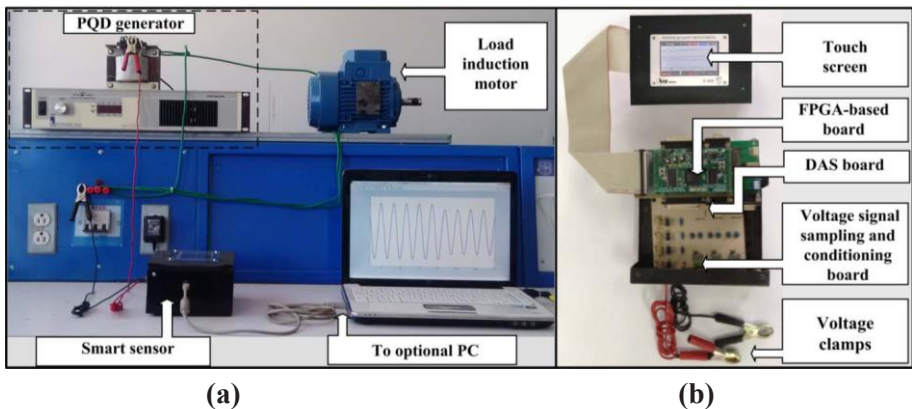 PQD generator
Load
induction
motor
Smart sensor
To optional PC
Touch
screen
FPGA-based
board
DAS board
Voltage signal
sampling and
conditioning
board
Voltage
clamps
(a)
(b)